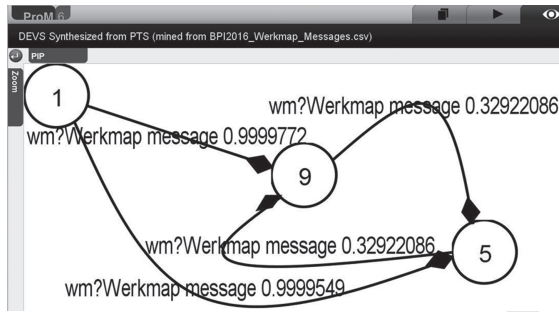 ProM 6
DEVS Synthesized from PTS (mined from BPI2016_Werkmap_Messages.csv)
PIP
Zoom
1
wm?Werkmap message 0.32922086
wm?Werkmap message 0.9999772
9
wm?Werkmap message 0.32922086
5
wm?Werkmap message 0.9999549